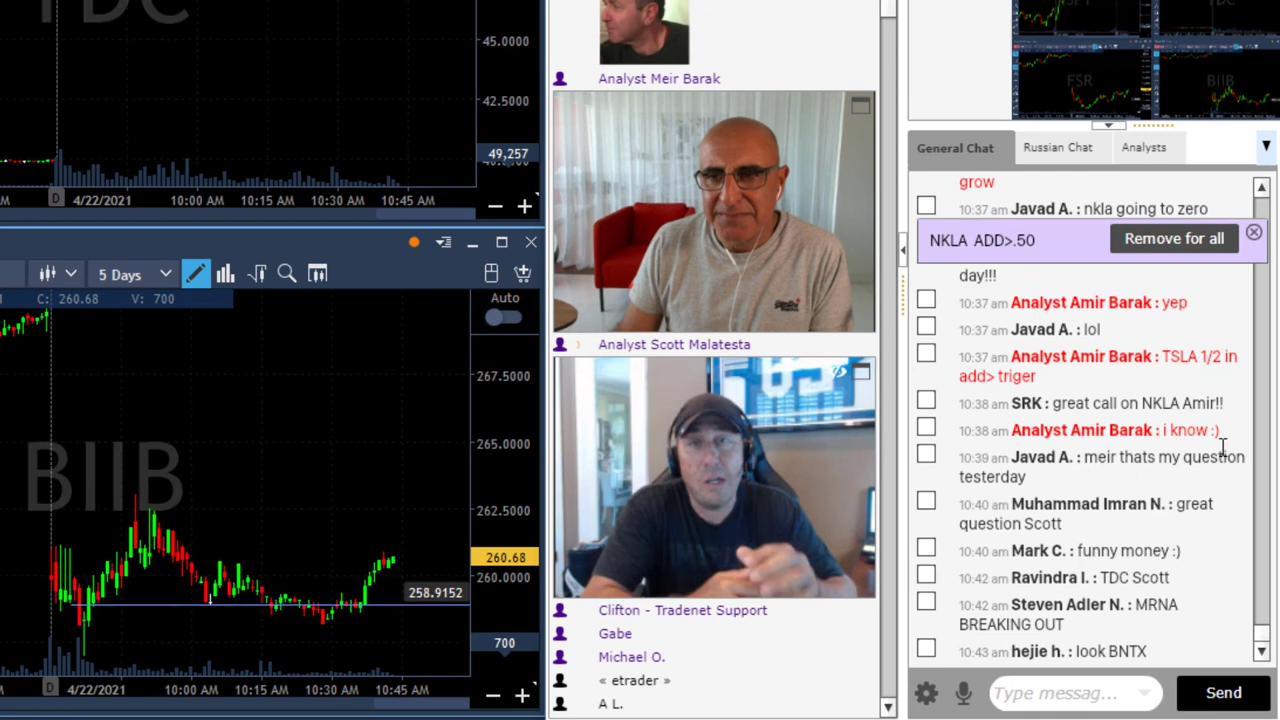 TDC
45.0000
42.5000
49,257
4/22/2021
10:00 AM
10:15 AM
10:30 AM
10:45 AM
5 Days
C: 260.68 V: 700
Auto
BIIB
267.5000
265.0000
262.5000
260.68
260.0000
258.9152
700
4/22/2021
10:00 AM
10:15 AM
10:30 AM
10:45 AM
Analyst Meir Barak
Analyst Scott Malatesta
Clifton - Tradenet Support
Gabe
Michael O.
« etrader »
A L.
FSR
BIIB
General Chat
Russian Chat
Analysts
grow
10:37 am Javad A. : nkla going to zero
NKLA ADD>.50
Remove for all
day!!!
10:37 am Analyst Amir Barak : yep
10:37 am Javad A. : lol
10:37 am Analyst Amir Barak : TSLA 1/2 in
add> triger
10:38 am SRK : great call on NKLA Amir!!
10:38 am Analyst Amir Barak : i know :)
10:39 am Javad A. : meir thats my question
testerday
10:40 am Muhammad Imran N. : great
question Scott
10:40 am Mark C. : funny money :)
10:42 am Ravindra I. : TDC Scott
10:42 am Steven Adler N. : MRNA
BREAKING OUT
10:43 am hejie h. : look BNTX
Type messag...
Send